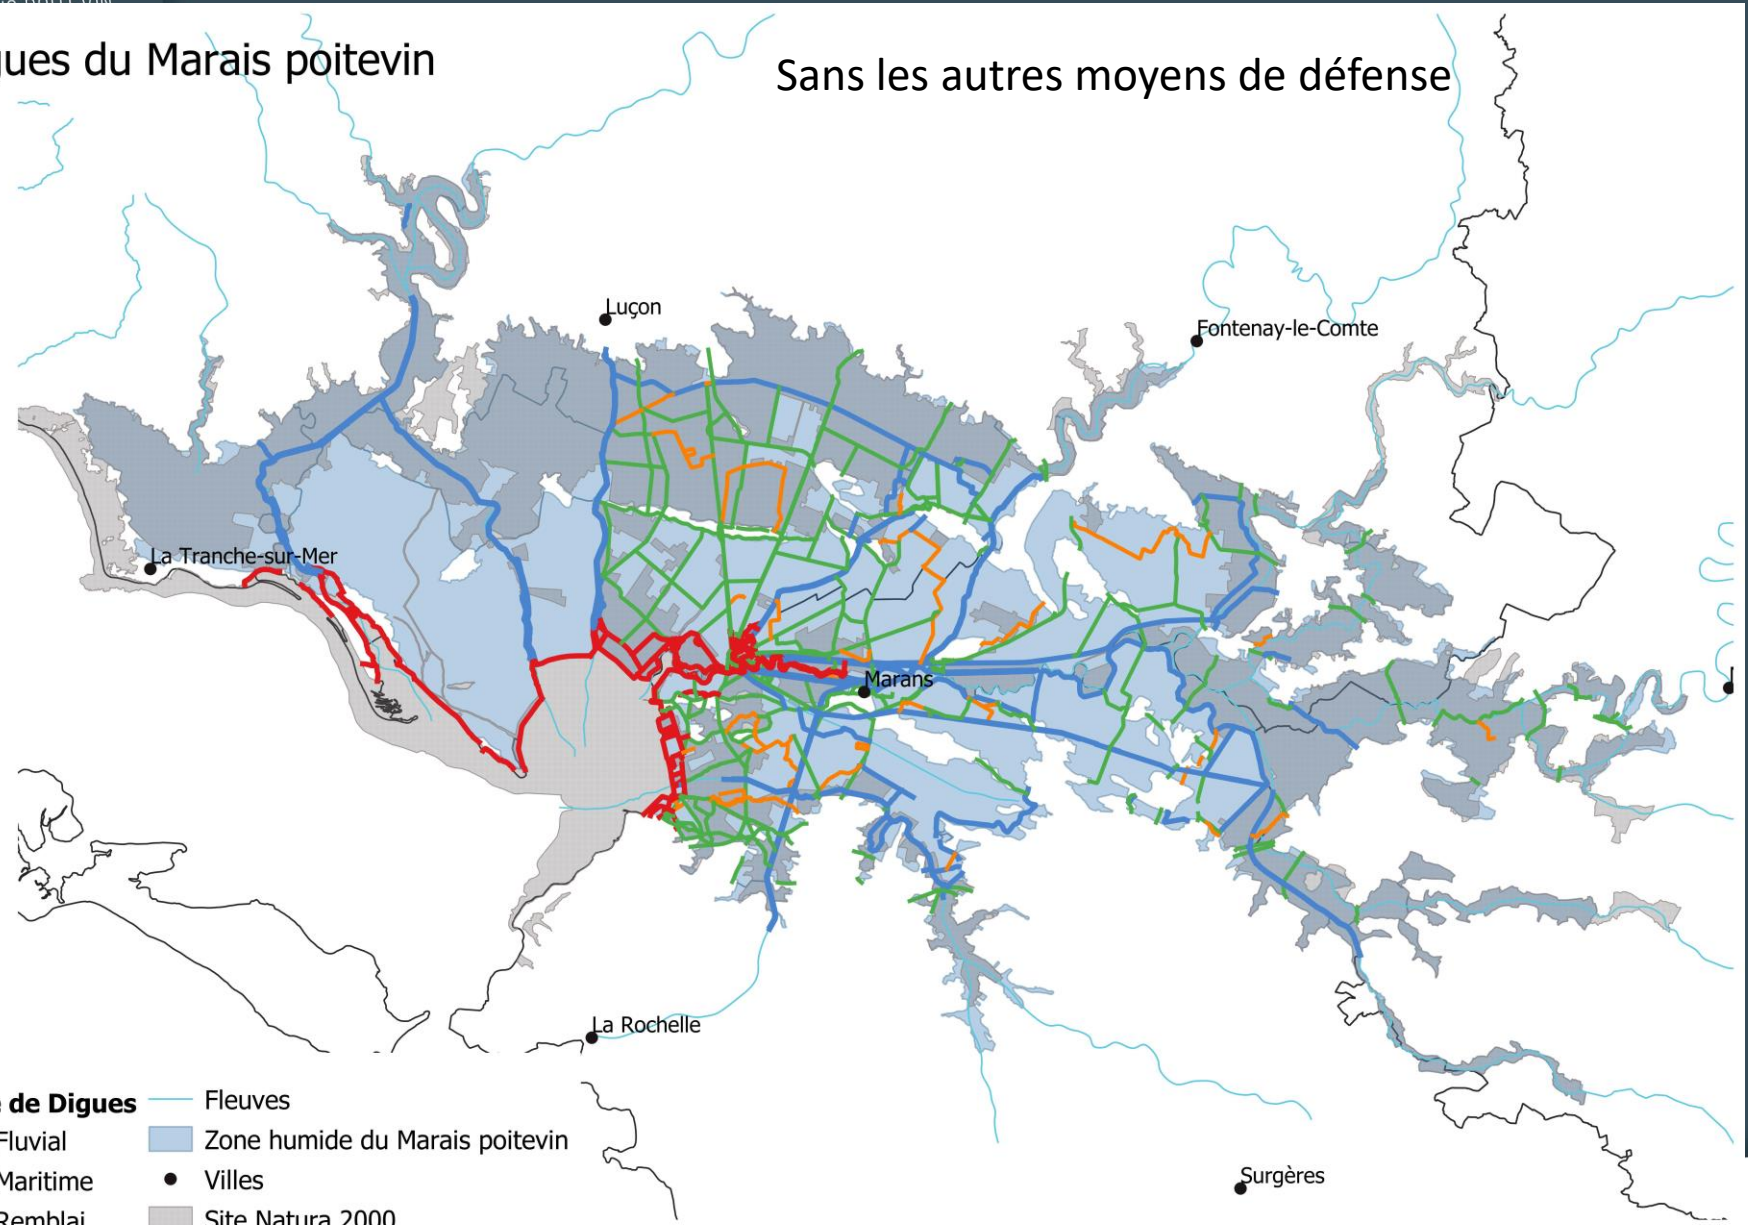 gues du Marais poitevin
Sans les autres moyens de défense
Luçon
Fontenay-le-Comte
La Tranche-sur-Mer
Marans
La Rochelle
Surgères
de Digues
Fluvial
Maritime
Remblai
Fleuves
Zone humide du Marais poitevin
Villes
Site Natura 2000